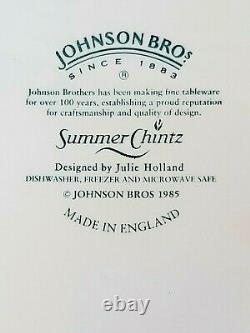 JOHNSON BROS
SINCE 1883
®
Johnson Brothers has been making fine tableware
for over 100 years, establishing a proud reputation
for craftsmanship and quality of design.
Summer Chintz
Designed by Julie Holland
DISHWASHER, FREEZER AND MICROWAVE SAFE
© JOHNSON BROS 1985
MADE IN ENGLAND